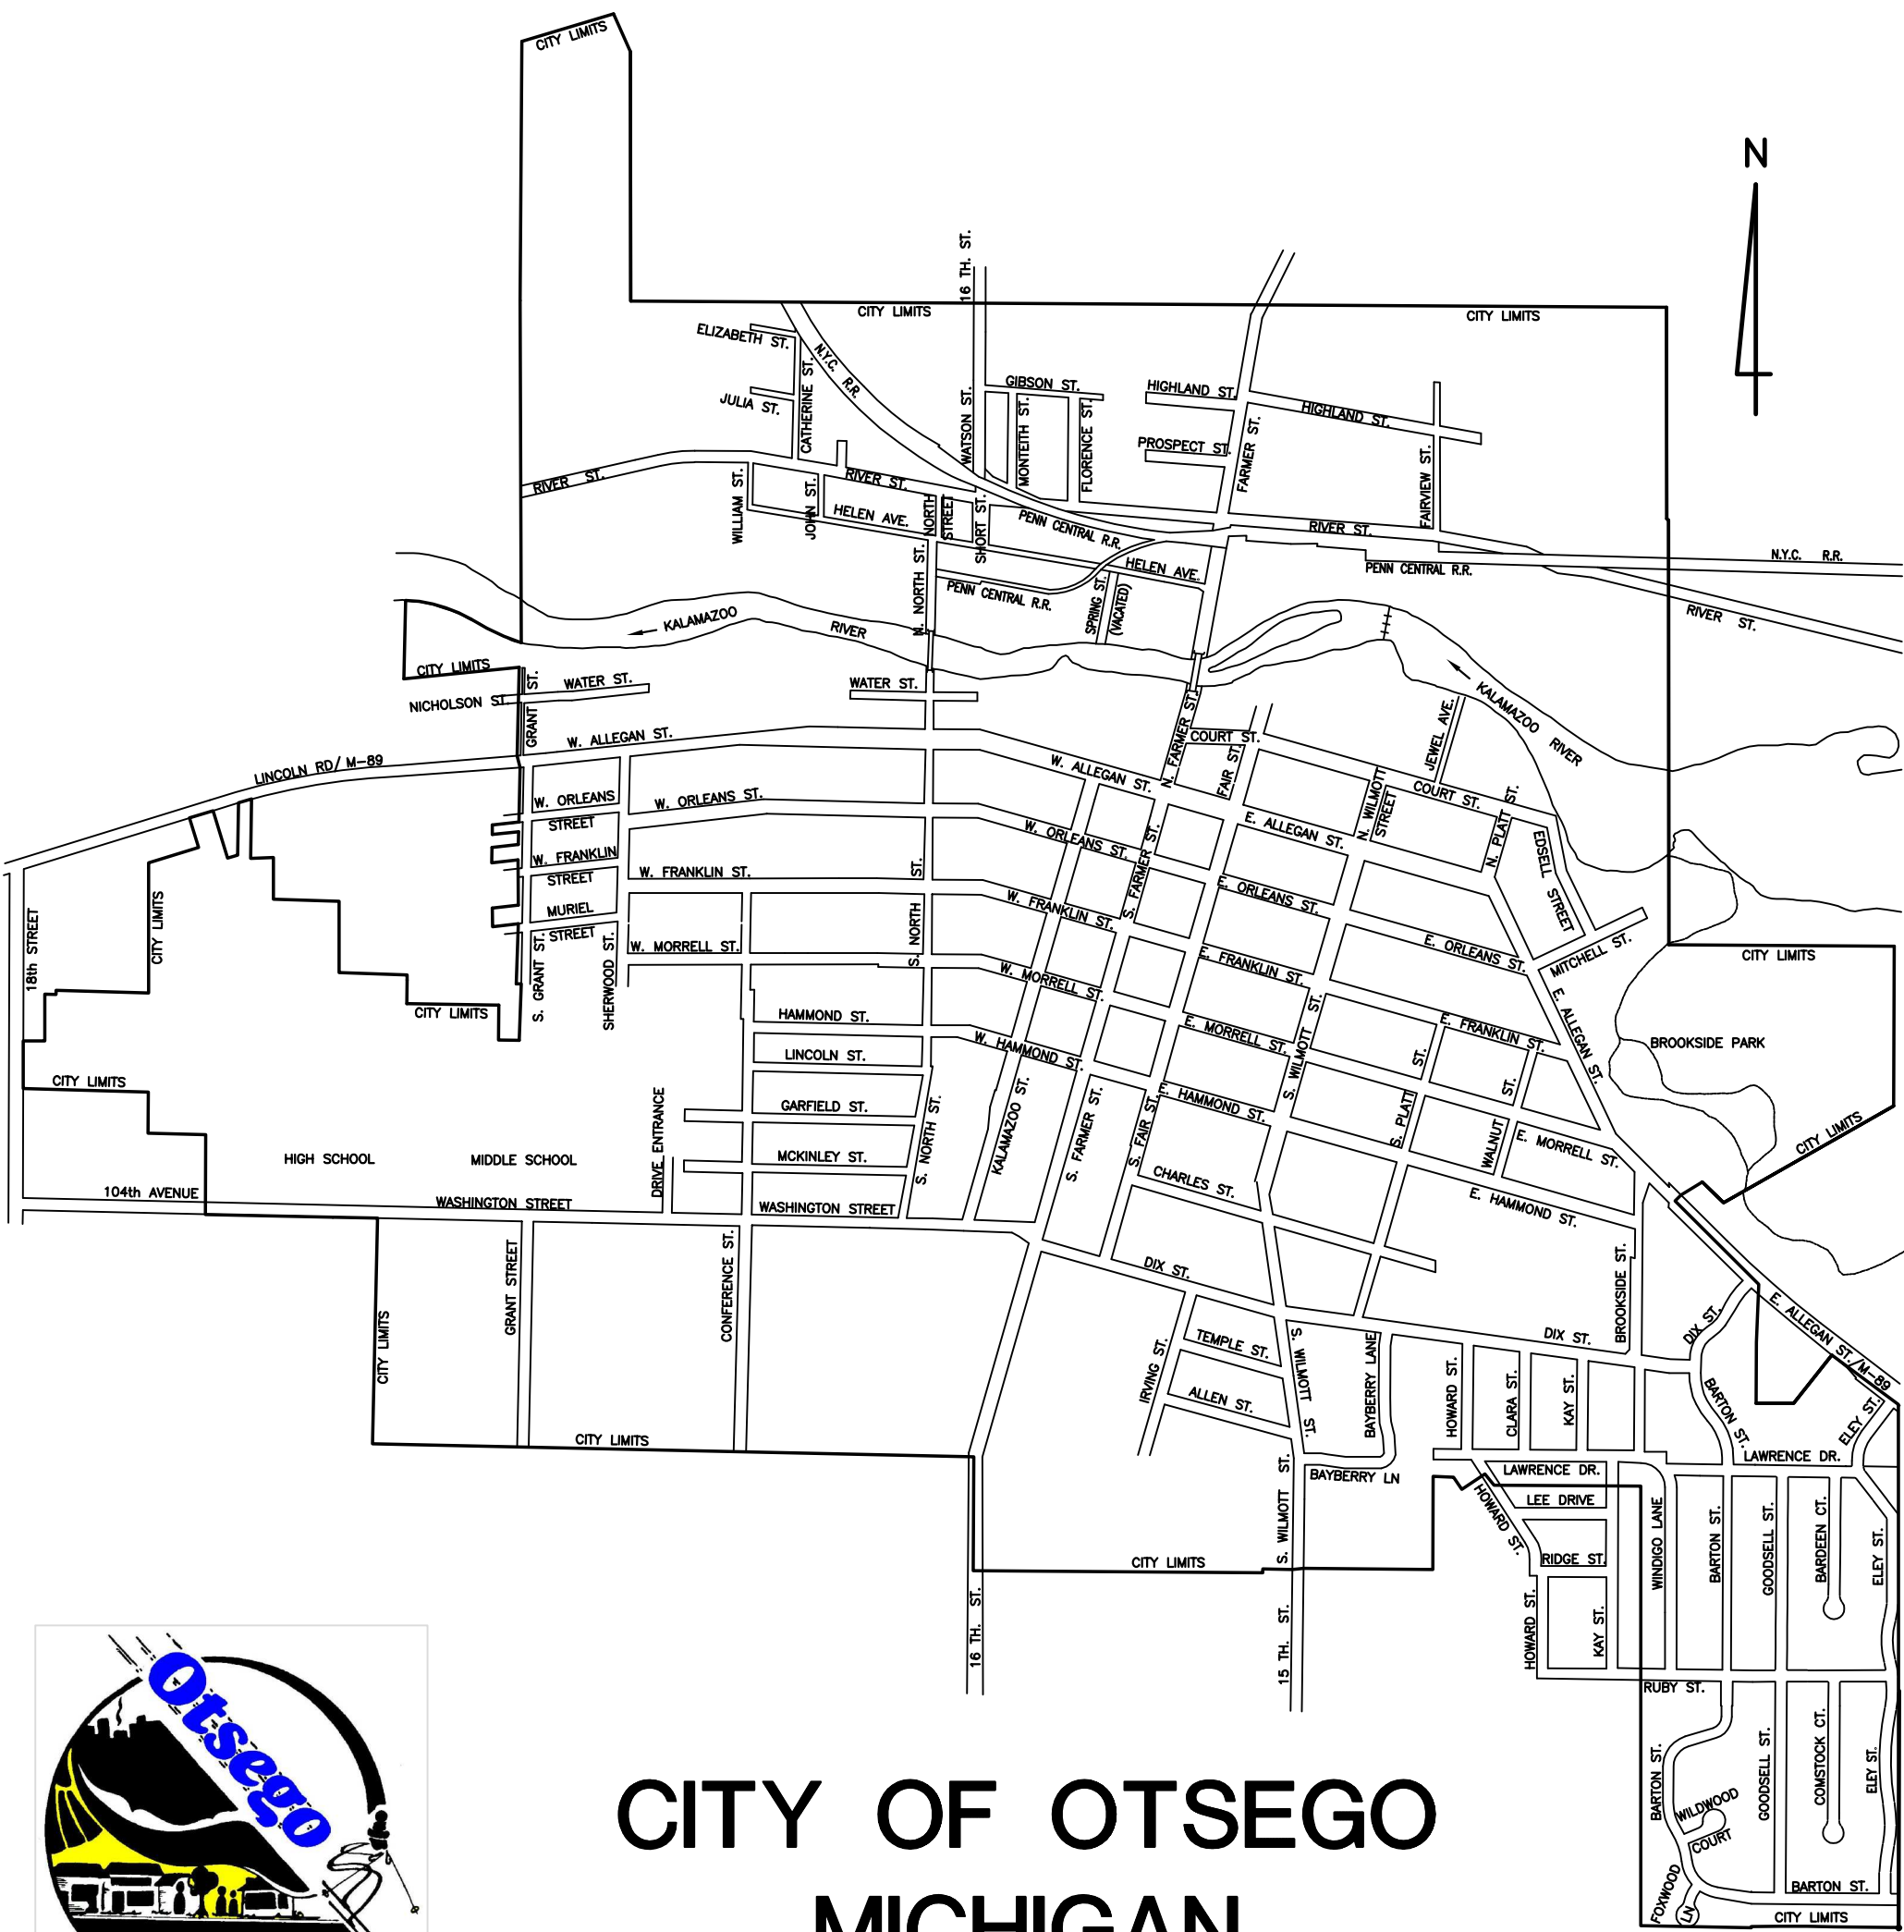 CITY LIMITS
N
16 TH. ST.
CITY LIMITS
CITY LIMITS
ELIZABETH ST.
N.Y.C. R.R.
CATHERINE ST.
JULIA ST.
WATSON ST.
GIBSON ST.
MONTEITH ST.
FLORENCE ST.
HIGHLAND ST.
HIGHLAND ST.
PROSPECT ST.
FARMER ST.
FAIRVIEW ST.
RIVER ST.
WILLIAM ST.
JOHN ST.
RIVER ST.
HELEN AVE.
NORTH
STREET
SHORT ST.
PENN CENTRAL R.R.
RIVER ST.
N.Y.C. R.R.
PENN CENTRAL R.R.
HELEN AVE.
N. NORTH ST.
PENN CENTRAL R.R.
SPRING ST.
(VACATED)
RIVER ST.
KALAMAZOO
RIVER
KALAMAZOO RIVER
CITY LIMITS
NICHOLSON ST.
GRANT ST.
WATER ST.
WATER ST.
N. FARMER ST.
COURT ST.
FAIR ST.
JEWEL AVE.
W. ALLEGAN ST.
LINCOLN RD/ M-89
W. ALLEGAN ST.
N. WILMOTT
STREET
COURT ST.
N. PLATT ST.
EDSELL STREET
W. ORLEANS
STREET
W. ORLEANS ST.
W. ORLEANS ST.
S. FARMER ST.
E. ALLEGAN ST.
W. FRANKLIN
STREET
W. FRANKLIN ST.
W. FRANKLIN ST.
E. ORLEANS ST.
E. ORLEANS ST.
MURIEL
STREET
W. MORRELL ST.
S. NORTH ST.
W. MORRELL ST.
E. FRANKLIN ST.
E. FRANKLIN ST.
MITCHELL ST.
CITY LIMITS
18th STREET
CITY LIMITS
CITY LIMITS
S. GRANT ST.
SHERWOOD ST.
HAMMOND ST.
W. HAMMOND ST.
E. MORRELL ST.
S. WILMOTT ST.
E. ALLEGAN ST.
BROOKSIDE PARK
LINCOLN ST.
CITY LIMITS
GARFIELD ST.
E. HAMMOND ST.
S. PLATT ST.
WALNUT ST.
E. MORRELL ST.
CITY LIMITS
HIGH SCHOOL
MIDDLE SCHOOL
DRIVE ENTRANCE
MCKINLEY ST.
S. NORTH ST.
KALAMAZOO ST.
S. FARMER ST.
S. FAIR ST.
CHARLES ST.
E. HAMMOND ST.
104th AVENUE
WASHINGTON STREET
WASHINGTON STREET
CITY LIMITS
GRANT STREET
CONFERENCE ST.
DIX ST.
BROOKSIDE ST.
DIX ST.
DIX ST.
E. ALLEGAN ST./M-89
IRVING ST.
TEMPLE ST.
ALLEN ST.
S. WILMOTT ST.
BAYBERRY LANE
HOWARD ST.
CLARA ST.
KAY ST.
BARTON ST.
ELEY ST.
CITY LIMITS
S. WILMOTT ST.
BAYBERRY LN
LAWRENCE DR.
LAWRENCE DR.
LEE DRIVE
HOWARD ST.
RIDGE ST.
WINDIGO LANE
BARTON ST.
GOODSELL ST.
BARDEEN CT.
ELEY ST.
CITY LIMITS
16 TH. ST.
15 TH. ST.
HOWARD ST.
KAY ST.
RUBY ST.
BARTON ST.
WILDWOOD
COURT
GOODSELL ST.
COMSTOCK CT.
ELEY ST.
FOXWOOD
LN
BARTON ST.
CITY LIMITS
Otsego
CITY OF OTSEGO
MICHIGAN